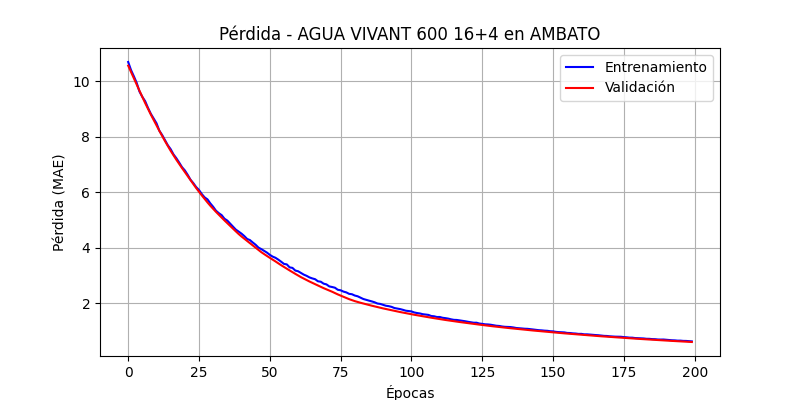 Pérdida - AGUA VIVANT 600 16+4 en AMBATO
Entrenamiento
Validación
Pérdida (MAE)
10
8
6
4
2
0 25 50 75 100 125 150 175 200
Épocas